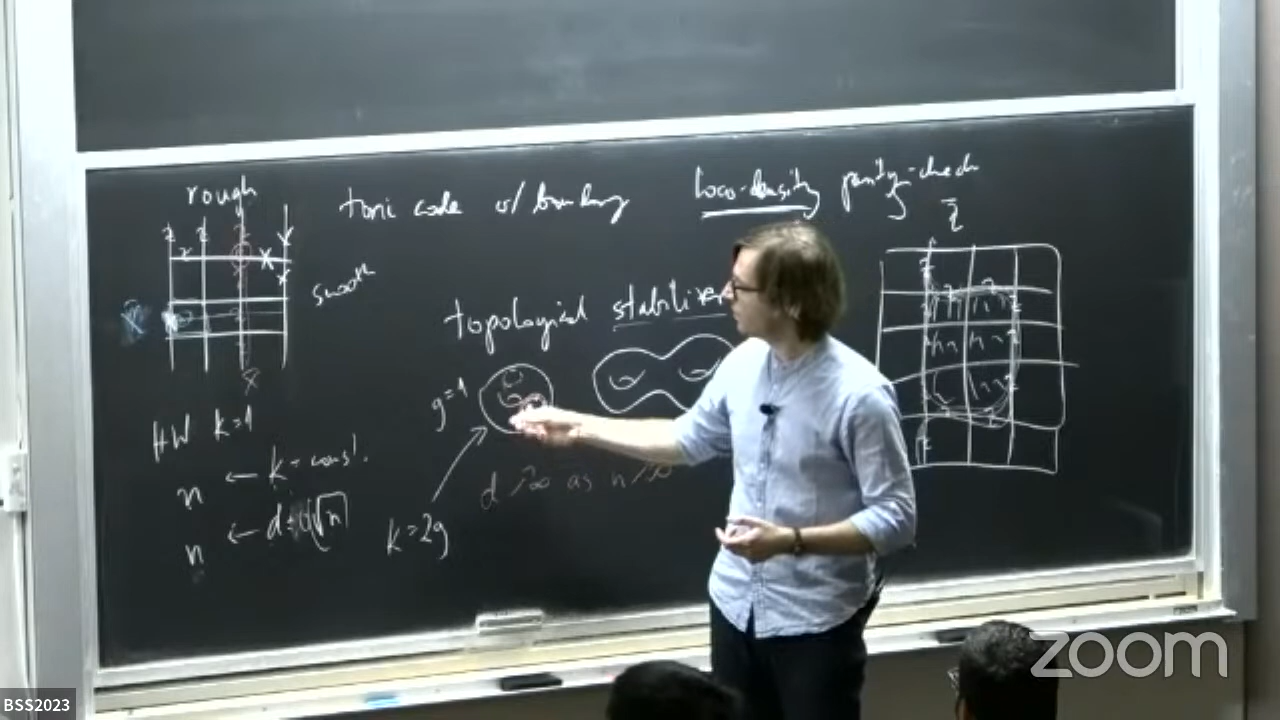 rough
toric code w/ boundary
low-density parity-check
smooth
topological stabilizer
g=1
HW k=1
n ← k=const.
n ← d
√n
k=2g
d ↗∞ as n↗∞
BSS2023
zoom